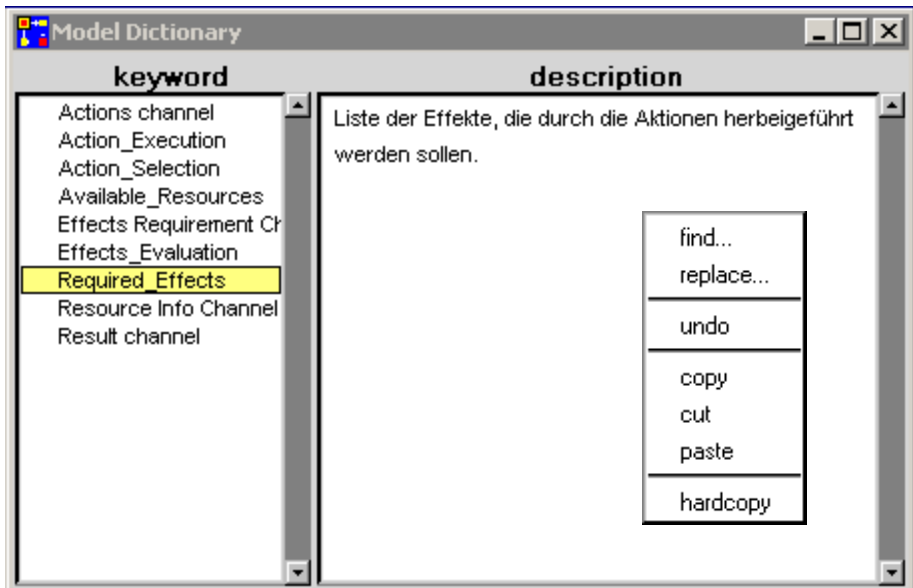 Model Dictionary
keyword
Actions channel
Action_Execution
Action_Selection
Available_Resources
Effects Requirement Ch
Effects_Evaluation
Required_Effects
Resource Info Channel
Result channel
description
Liste der Effekte, die durch die Aktionen herbeigeführt
werden sollen.
find...
replace...
undo
copy
cut
paste
hardcopy